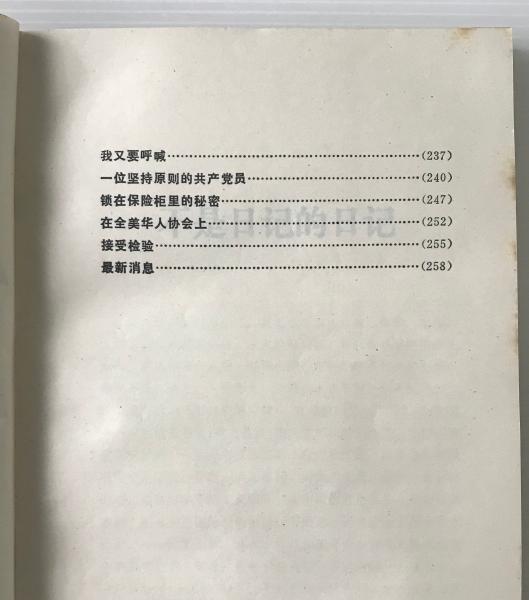 我又要呼喊……………………………………………(237)
一位坚持原则的共产党员………………………………(240)
锁在保险柜里的秘密……………………………………(247)
在全美华人协会上………………………………………(252)
接受检验…………………………………………………(255)
最新消息…………………………………………………(258)